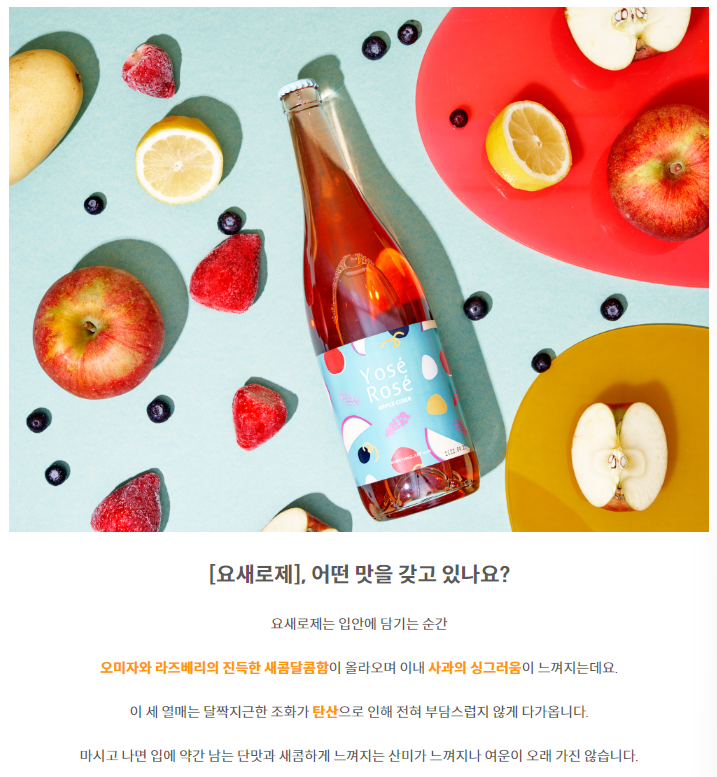 Yosé
Rosé
APPLE CIDER
[요새로제], 어떤 맛을 갖고 있나요?
요새로제는 입안에 담기는 순간
오미자와 라즈베리의 진득한 새콤달콤함이 올라오며 이내 사과의 싱그러움이 느껴지는데요.
이 세 열매는 달짝지근한 조화가 탄산으로 인해 전혀 부담스럽지 않게 다가옵니다.
마시고 나면 입에 약간 남는 단맛과 새콤하게 느껴지는 산미가 느껴지나 여운이 오래 가진 않습니다.